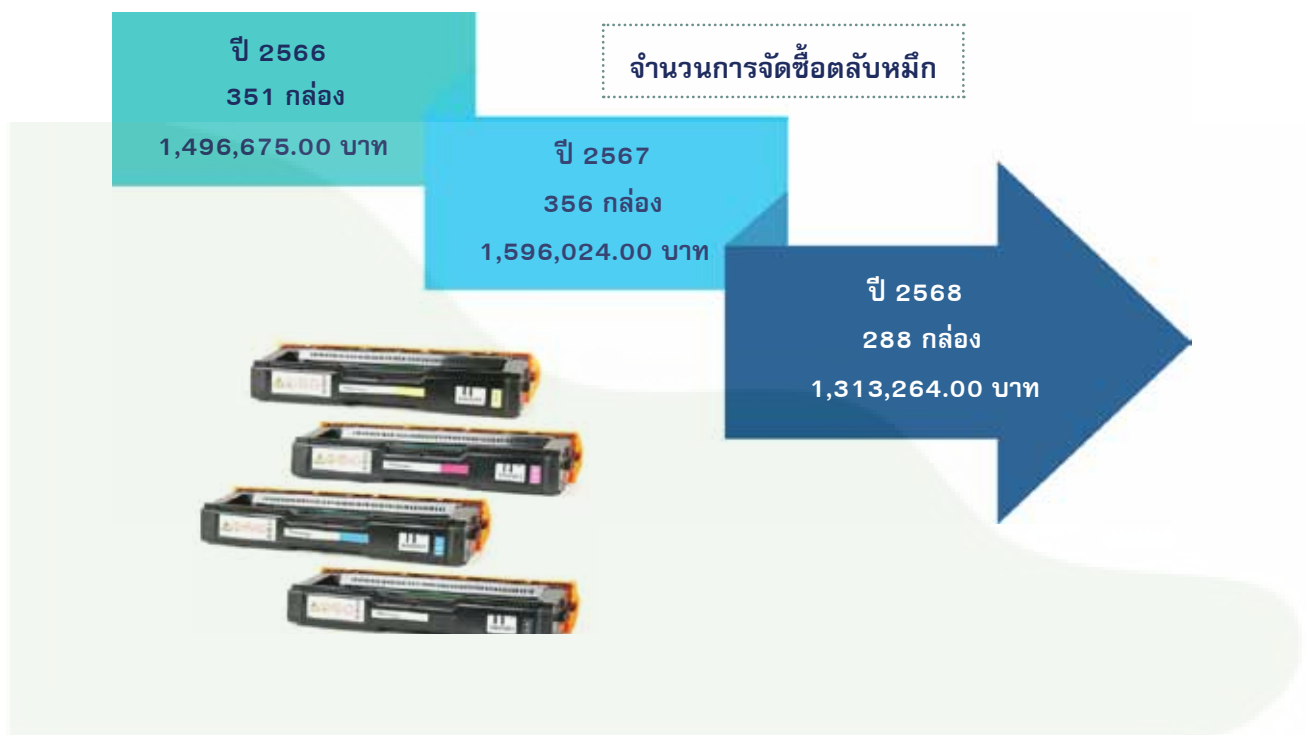 จำนวนการจัดซื้อตลับหมึก
ปี 2566
351 กล่อง
1,496,675.00 บาท
ปี 2567
356 กล่อง
1,596,024.00 บาท
ปี 2568
288 กล่อง
1,313,264.00 บาท